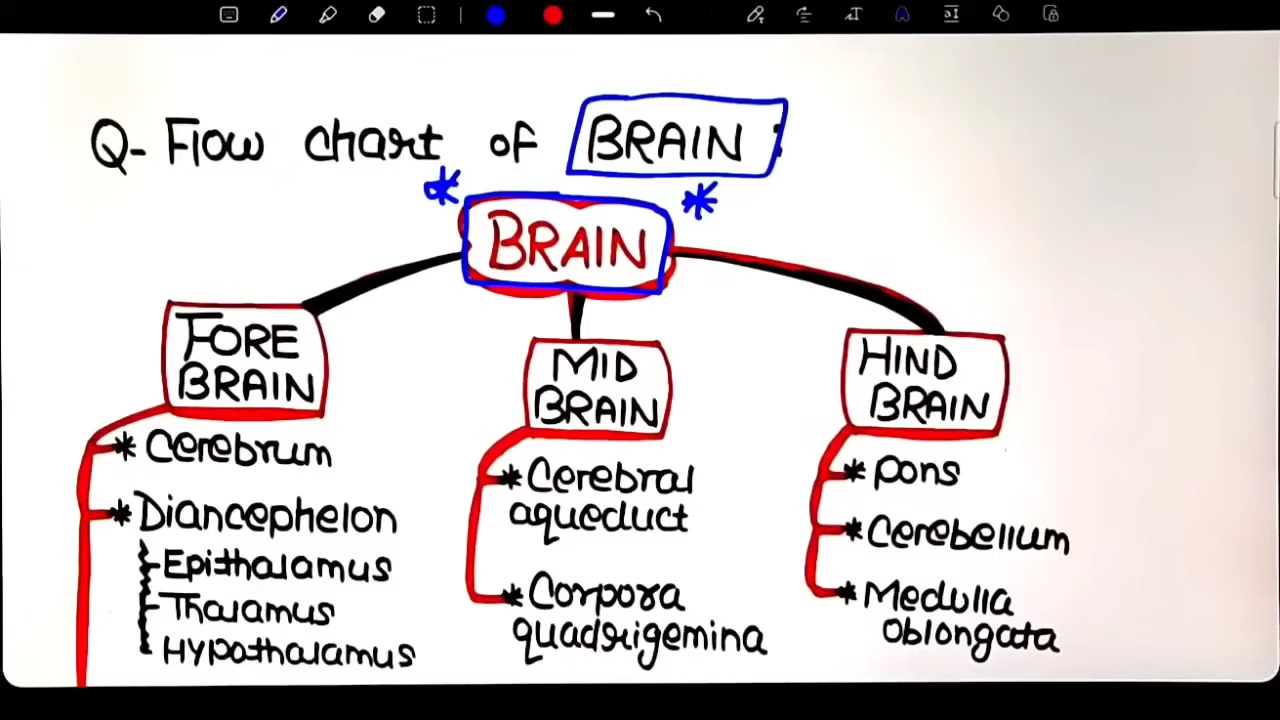 Q- Flow chart of BRAIN:
* *
BRAIN
FORE
BRAIN
* Cerebrum
* Diancephelon
Epithalamus
Thalamus
Hypothalamus
MID
BRAIN
* Cerebral
aqueduct
* Corpora
quadrigemina
HIND
BRAIN
* Pons
* Cerebellum
* Medulla
oblongata